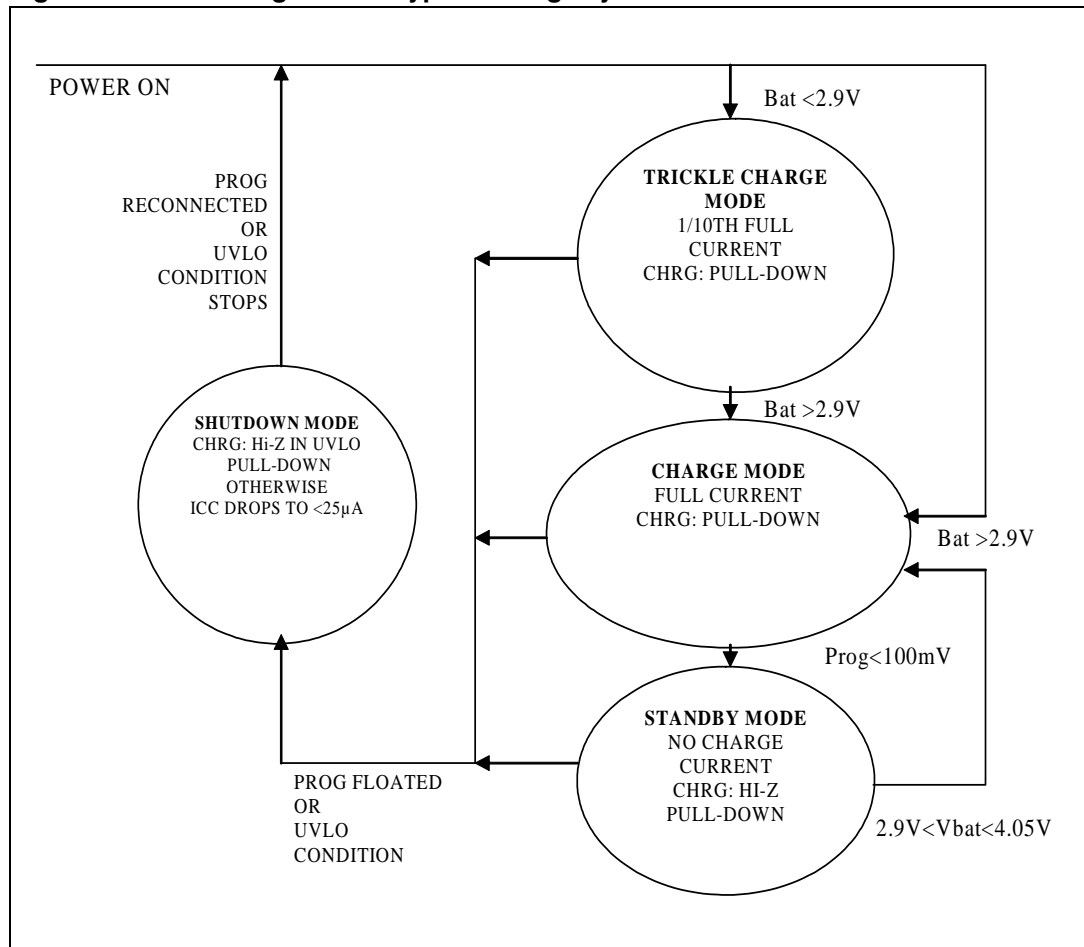 POWER ON
Bat <2.9V
TRICKLE CHARGE
MODE
1/10TH FULL
CURRENT
CHRG: PULL-DOWN
PROG
RECONNECTED
OR
UVLO
CONDITION
STOPS
Bat >2.9V
SHUTDOWN MODE
CHRG: Hi-Z IN UVLO
PULL-DOWN
OTHERWISE
ICC DROPS TO <25µA
CHARGE MODE
FULL CURRENT
CHRG: PULL-DOWN
Bat >2.9V
Prog<100mV
STANDBY MODE
NO CHARGE
CURRENT
CHRG: HI-Z
PULL-DOWN
2.9V<Vbat<4.05V
PROG FLOATED
OR
UVLO
CONDITION